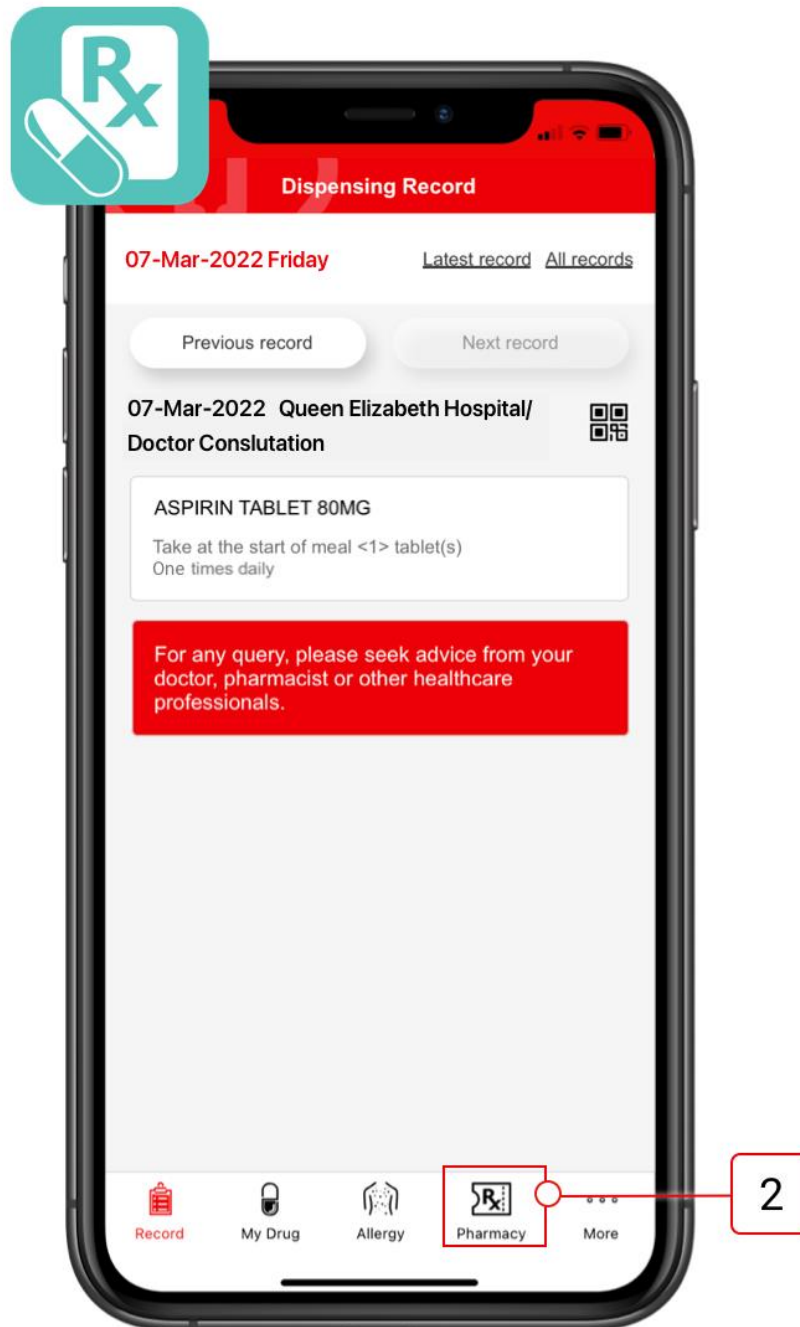 Rx
Dispensing Record
07-Mar-2022 Friday Latest record All records
Previous record Next record
07-Mar-2022 Queen Elizabeth Hospital/
Doctor Conslutation
ASPIRIN TABLET 80MG
Take at the start of meal <1> tablet(s)
One times daily
For any query, please seek advice from your
doctor, pharmacist or other healthcare
professionals.
Rx
2
Record My Drug Allergy Pharmacy More